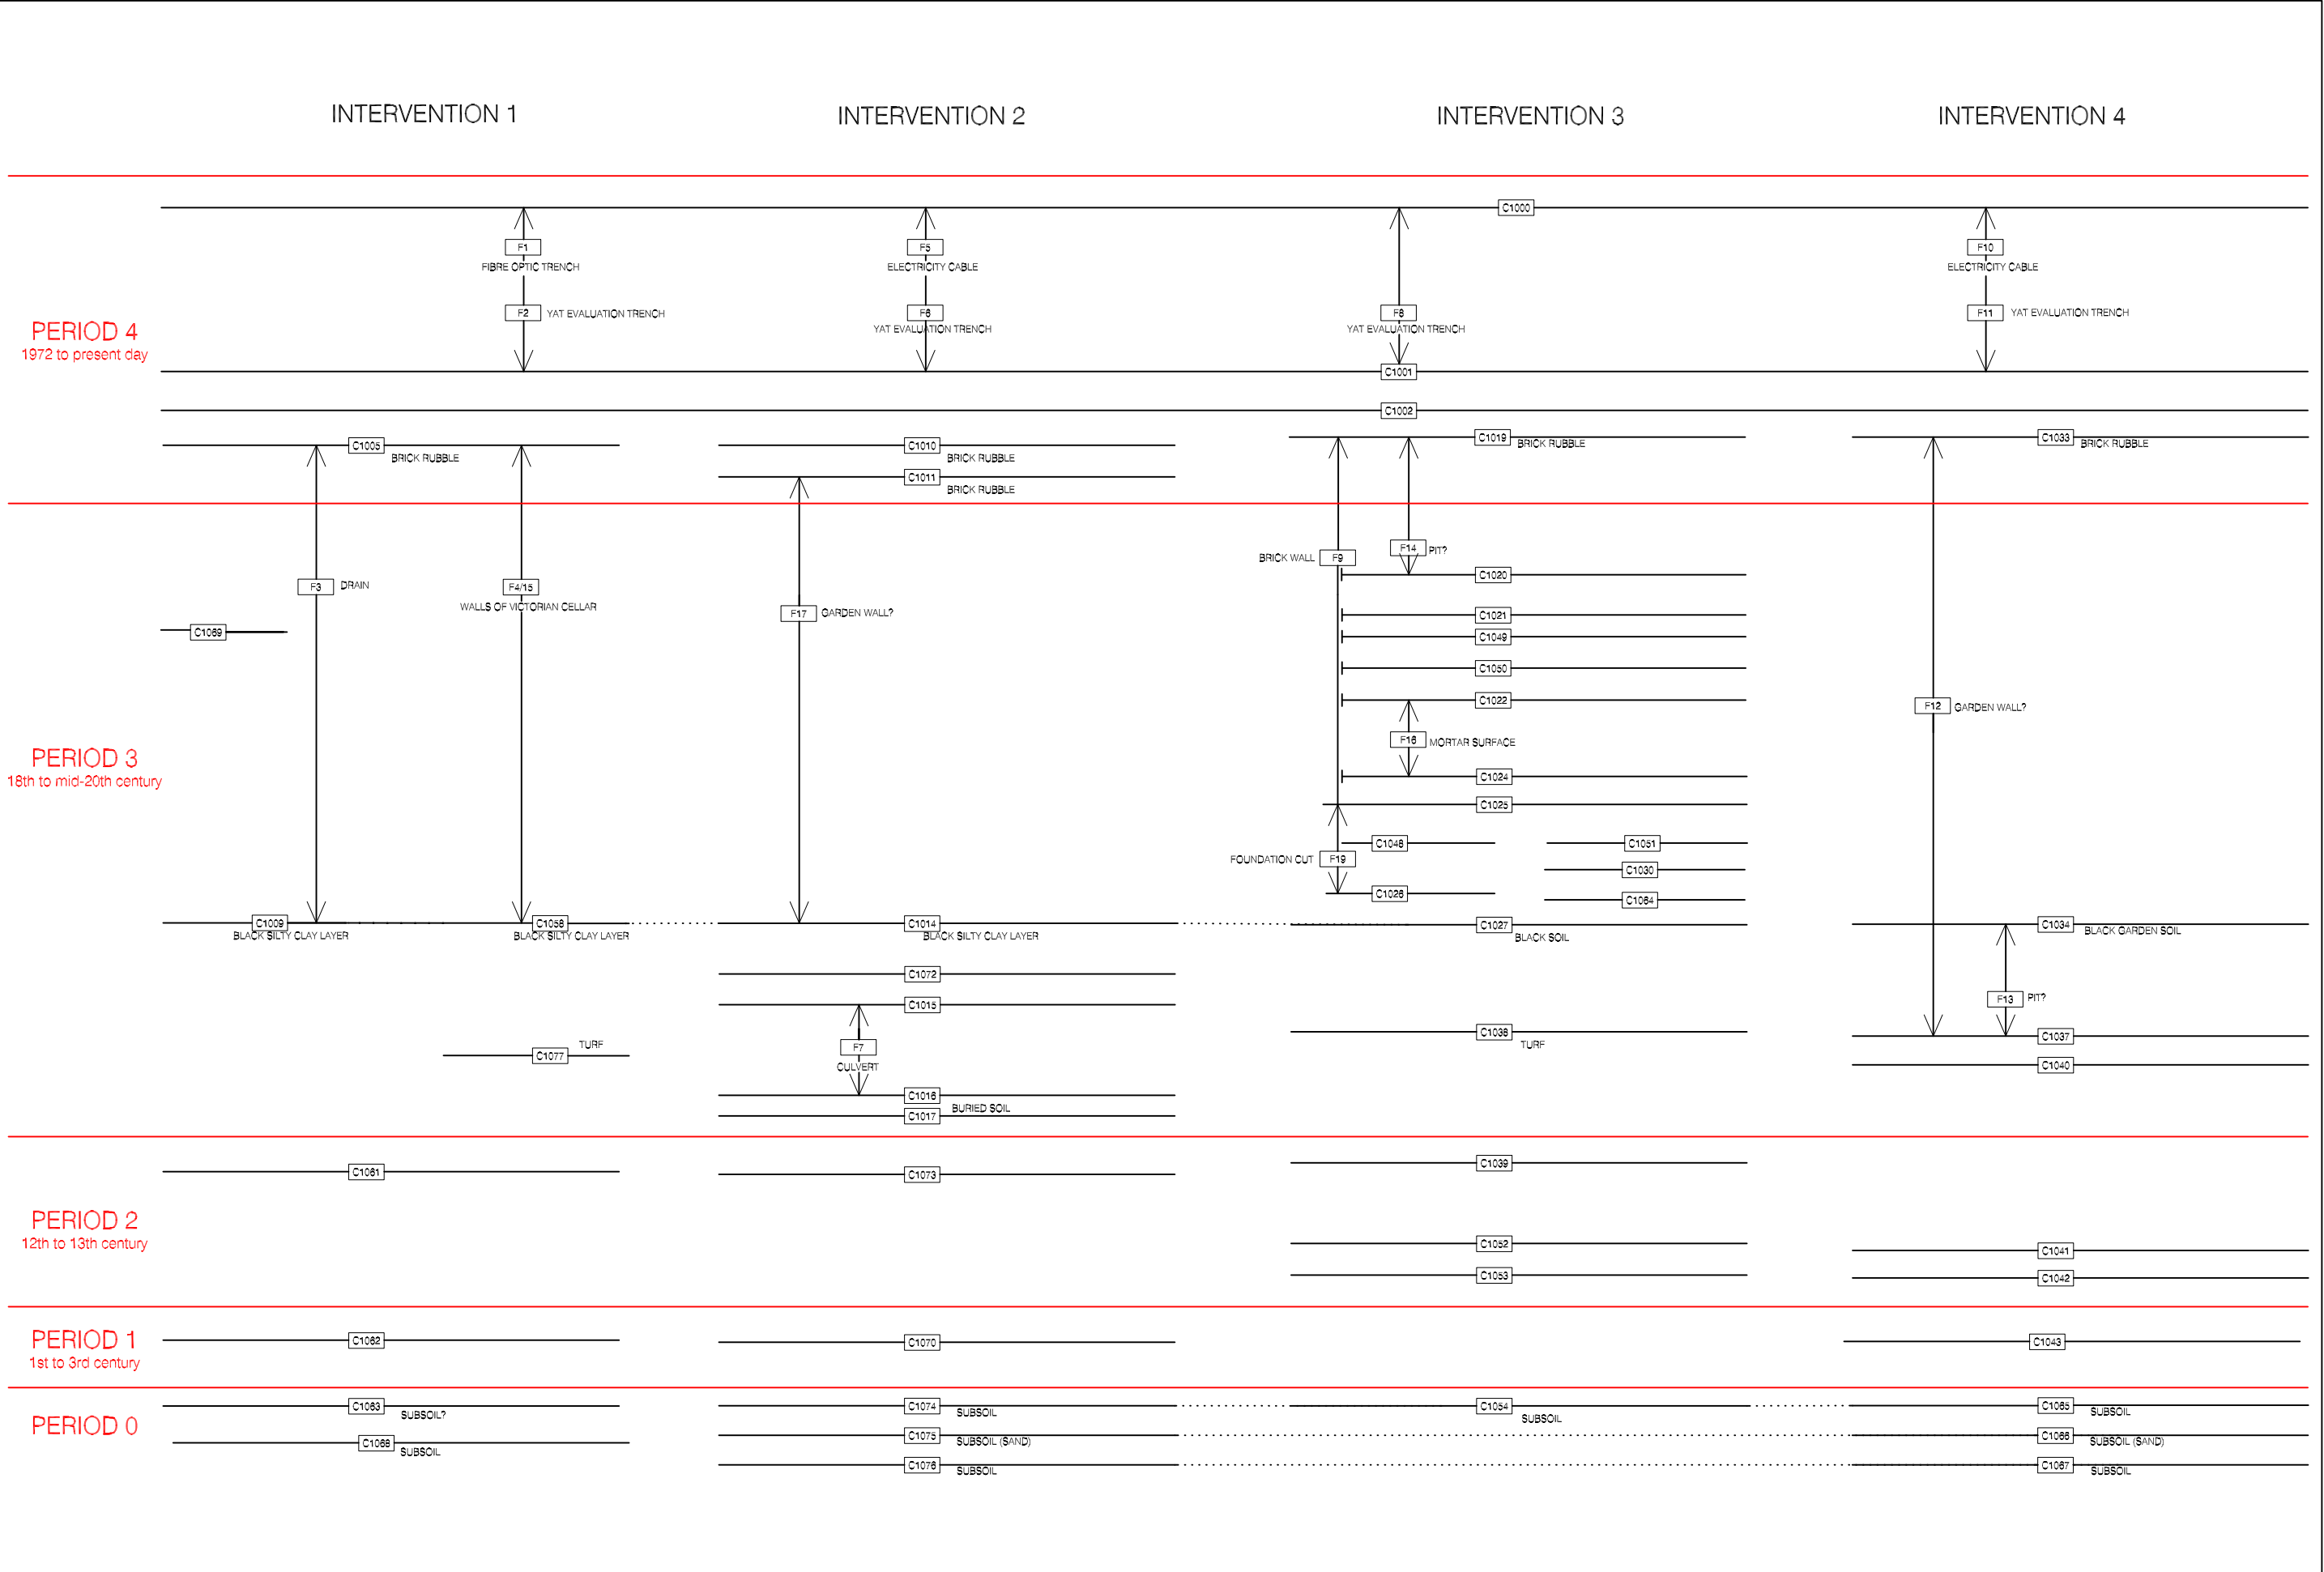 INTERVENTION 1
INTERVENTION 2
INTERVENTION 3
INTERVENTION 4
PERIOD 4
1972 to present day
C1000
F1
FIBRE OPTIC TRENCH
F5
ELECTRICITY CABLE
F10
ELECTRICITY CABLE
F2
YAT EVALUATION TRENCH
F6
YAT EVALUATION TRENCH
F8
YAT EVALUATION TRENCH
F11
YAT EVALUATION TRENCH
C1001
C1002
C1005
BRICK RUBBLE
C1010
BRICK RUBBLE
C1011
BRICK RUBBLE
C1019
BRICK RUBBLE
C1033
BRICK RUBBLE
PERIOD 3
18th to mid-20th century
F3
DRAIN
F4/15
WALLS OF VICTORIAN CELLAR
C1069
C1009
BLACK SILTY CLAY LAYER
C1058
BLACK SILTY CLAY LAYER
C1077
TURF
F17
GARDEN WALL?
C1014
BLACK SILTY CLAY LAYER
C1072
C1015
F7
CULVERT
C1016
BURIED SOIL
C1017
BRICK WALL
F9
F14
PIT?
C1020
C1021
C1049
C1050
C1022
F16
MORTAR SURFACE
C1024
C1025
C1048
C1051
FOUNDATION CUT
F19
C1030
C1026
C1064
C1027
BLACK SOIL
C1038
TURF
F12
GARDEN WALL?
C1034
BLACK GARDEN SOIL
F13
PIT?
C1037
C1040
PERIOD 2
12th to 13th century
C1061
C1073
C1039
C1052
C1053
C1041
C1042
PERIOD 1
1st to 3rd century
C1062
C1070
C1043
PERIOD 0
C1063
SUBSOIL?
C1068
SUBSOIL
C1074
SUBSOIL
C1075
SUBSOIL (SAND)
C1076
SUBSOIL
C1054
SUBSOIL
C1065
SUBSOIL
C1066
SUBSOIL (SAND)
C1067
SUBSOIL